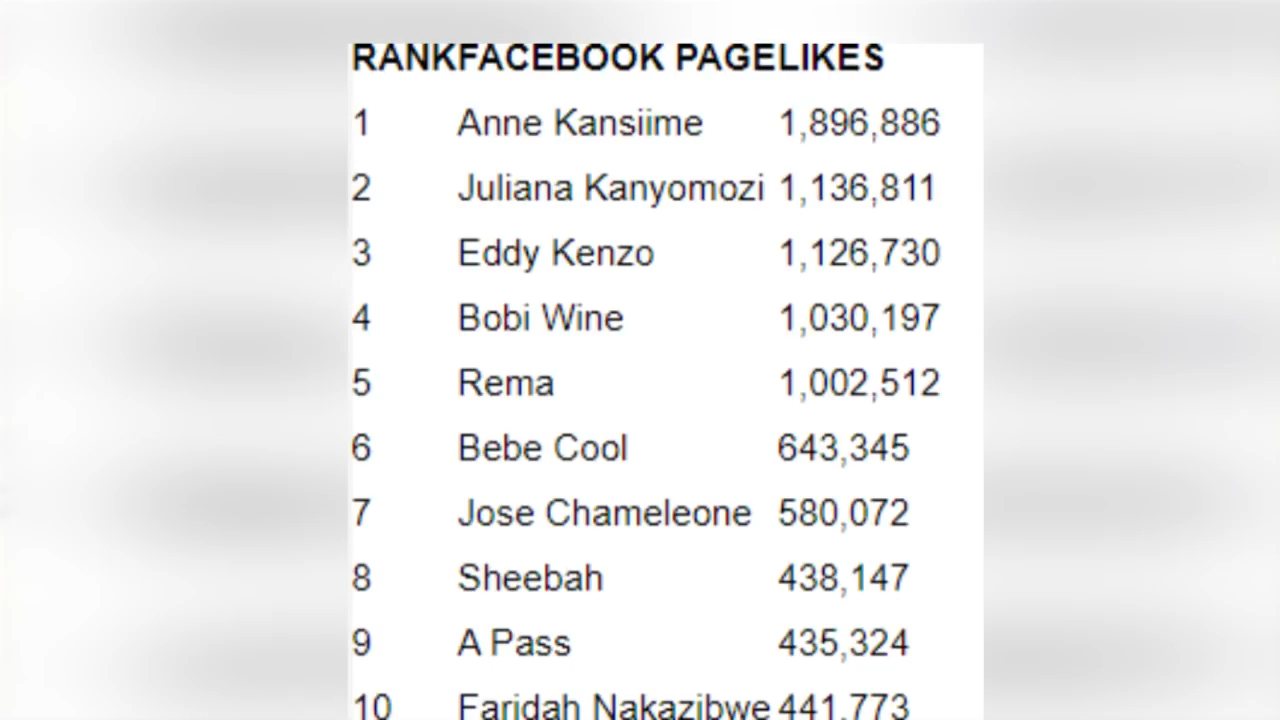 RANKFACEBOOK PAGELIKES
1 Anne Kansiime 1,896,886
2 Juliana Kanyomozi 1,136,811
3 Eddy Kenzo 1,126,730
4 Bobi Wine 1,030,197
5 Rema 1,002,512
6 Bebe Cool 643,345
7 Jose Chameleone 580,072
8 Sheebah 438,147
9 A Pass 435,324
10 Faridah Nakazibwe 441,773